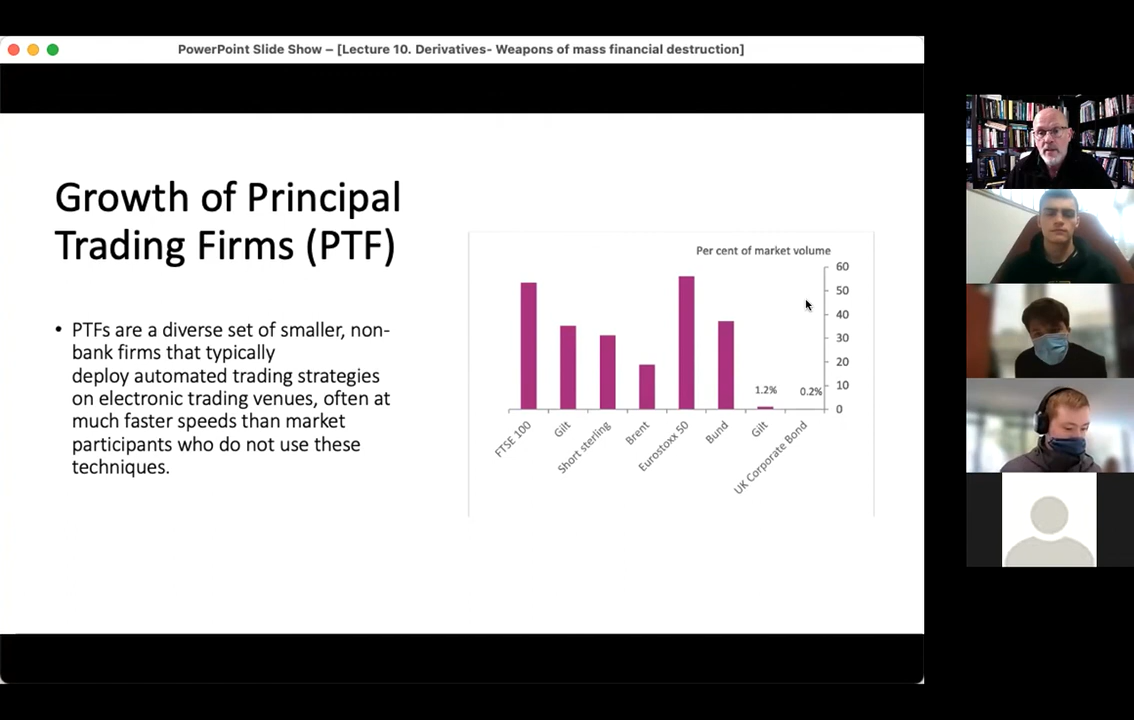 PowerPoint Slide Show – [Lecture 10. Derivatives- Weapons of mass financial destruction]
Growth of Principal
Trading Firms (PTF)
• PTFs are a diverse set of smaller, non-
bank firms that typically
deploy automated trading strategies
on electronic trading venues, often at
much faster speeds than market
participants who do not use these
techniques.
Per cent of market volume
60
50
40
30
20
10
0
1.2%
0.2%
FTSE 100
Gilt
Short sterling
Brent
Eurostoxx 50
Bund
Gilt
UK Corporate Bond